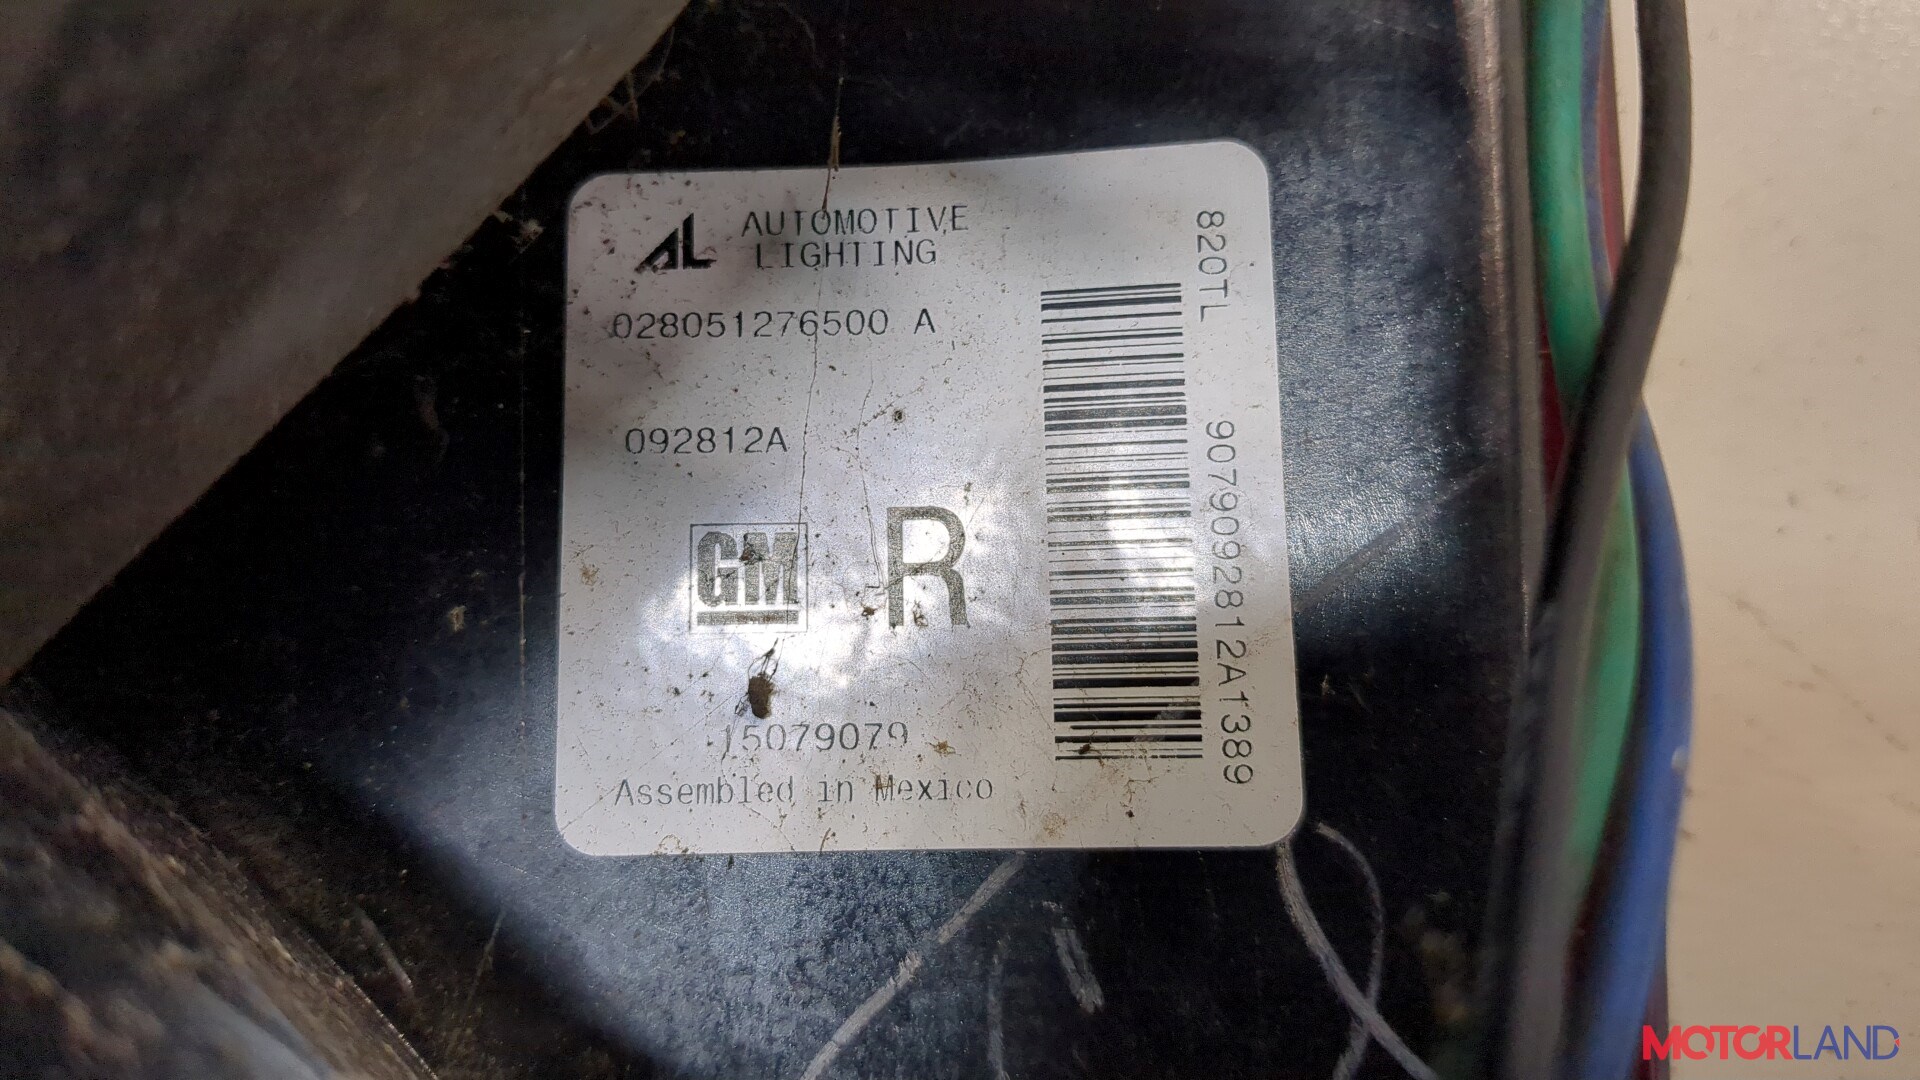 AL AUTOMOTIVE
LIGHTING
028051276500 A
092812A
GM R
15079079
Assembled in Mexico
820TL
9079092812A1389
MOTORLAND